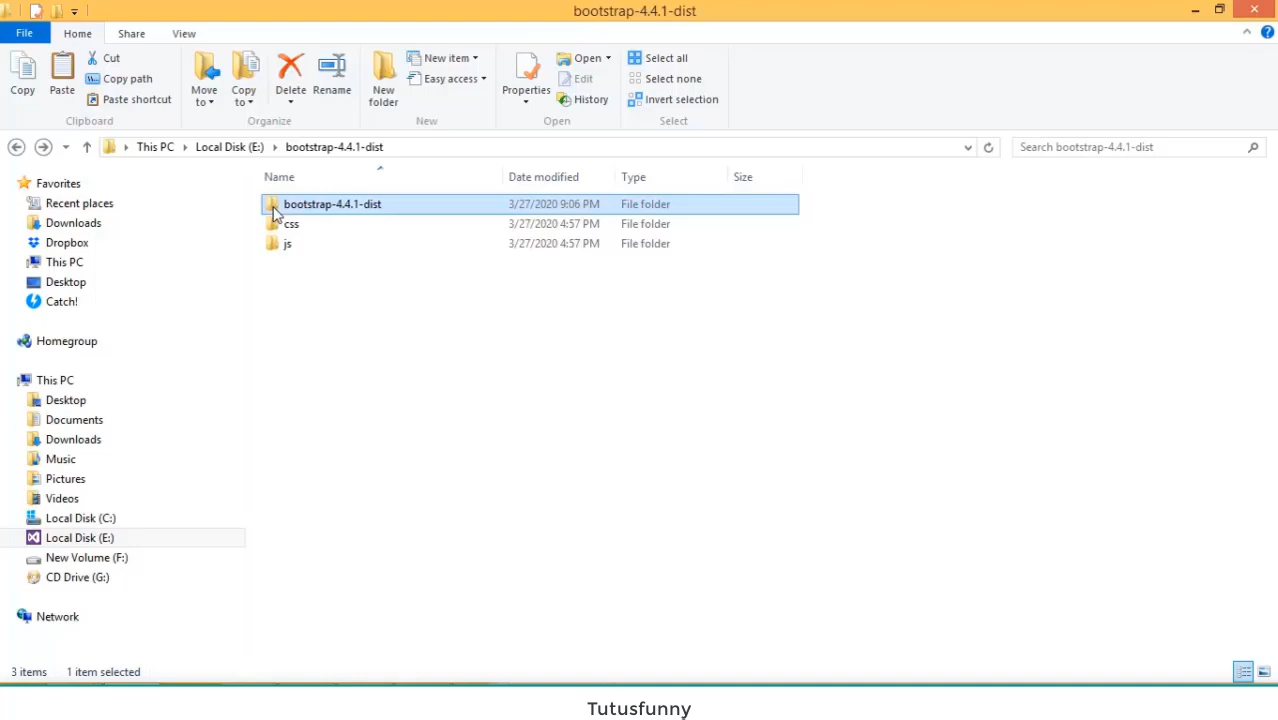 bootstrap-4.4.1-dist
File Home Share View
Copy
Paste
Cut
Copy path
Paste shortcut
Clipboard
Move to
Copy to
Delete
Rename
Organize
New folder
New item
Easy access
New
Properties
Open
Edit
History
Open
Select all
Select none
Invert selection
Select
This PC Local Disk (E:) bootstrap-4.4.1-dist
Search bootstrap-4.4.1-dist
Favorites
Recent places
Downloads
Dropbox
This PC
Desktop
Catch!
Homegroup
This PC
Desktop
Documents
Downloads
Music
Pictures
Videos
Local Disk (C:)
Local Disk (E:)
New Volume (F:)
CD Drive (G:)
Network
Name Date modified Type Size
bootstrap-4.4.1-dist 3/27/2020 9:06 PM File folder
css 3/27/2020 4:57 PM File folder
js 3/27/2020 4:57 PM File folder
3 items 1 item selected
Tutusfunny